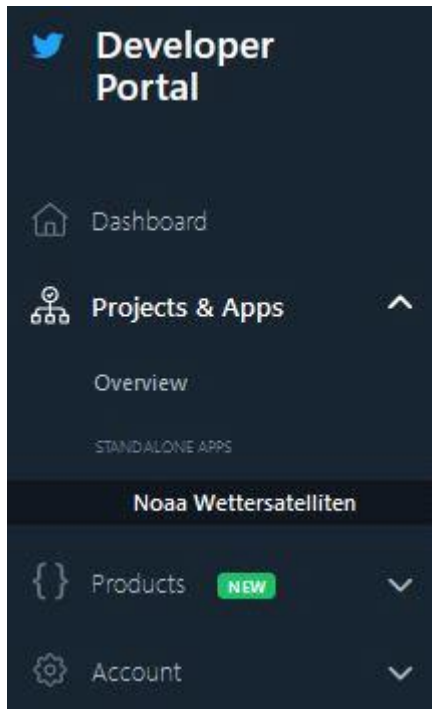 Developer
Portal
Dashboard
Projects & Apps
Overview
STANDALONE APPS
Noaa Wettersatelliten
{ } Products NEW
Account